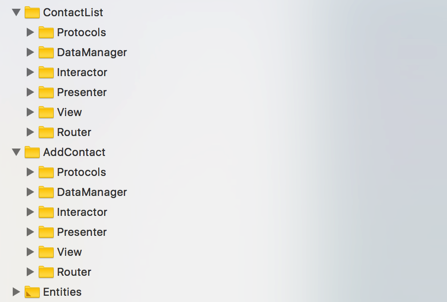 ContactList
Protocols
DataManager
Interactor
Presenter
View
Router
AddContact
Protocols
DataManager
Interactor
Presenter
View
Router
Entities